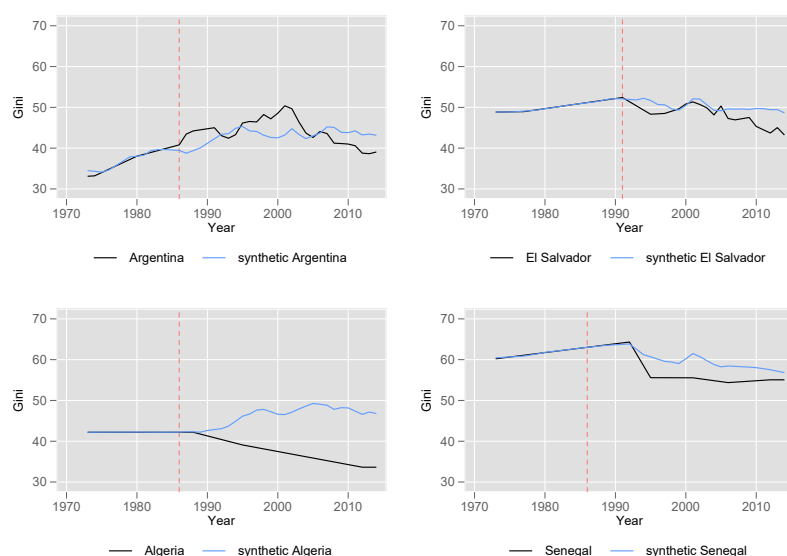 70
60
50
40
30
Gini
1970 1980 1990 2000 2010
Year
Argentina synthetic Argentina
70
60
50
40
30
Gini
1970 1980 1990 2000 2010
Year
El Salvador synthetic El Salvador
70
60
50
40
30
Gini
1970 1980 1990 2000 2010
Year
Algeria synthetic Algeria
70
60
50
40
30
Gini
1970 1980 1990 2000 2010
Year
Senegal synthetic Senegal